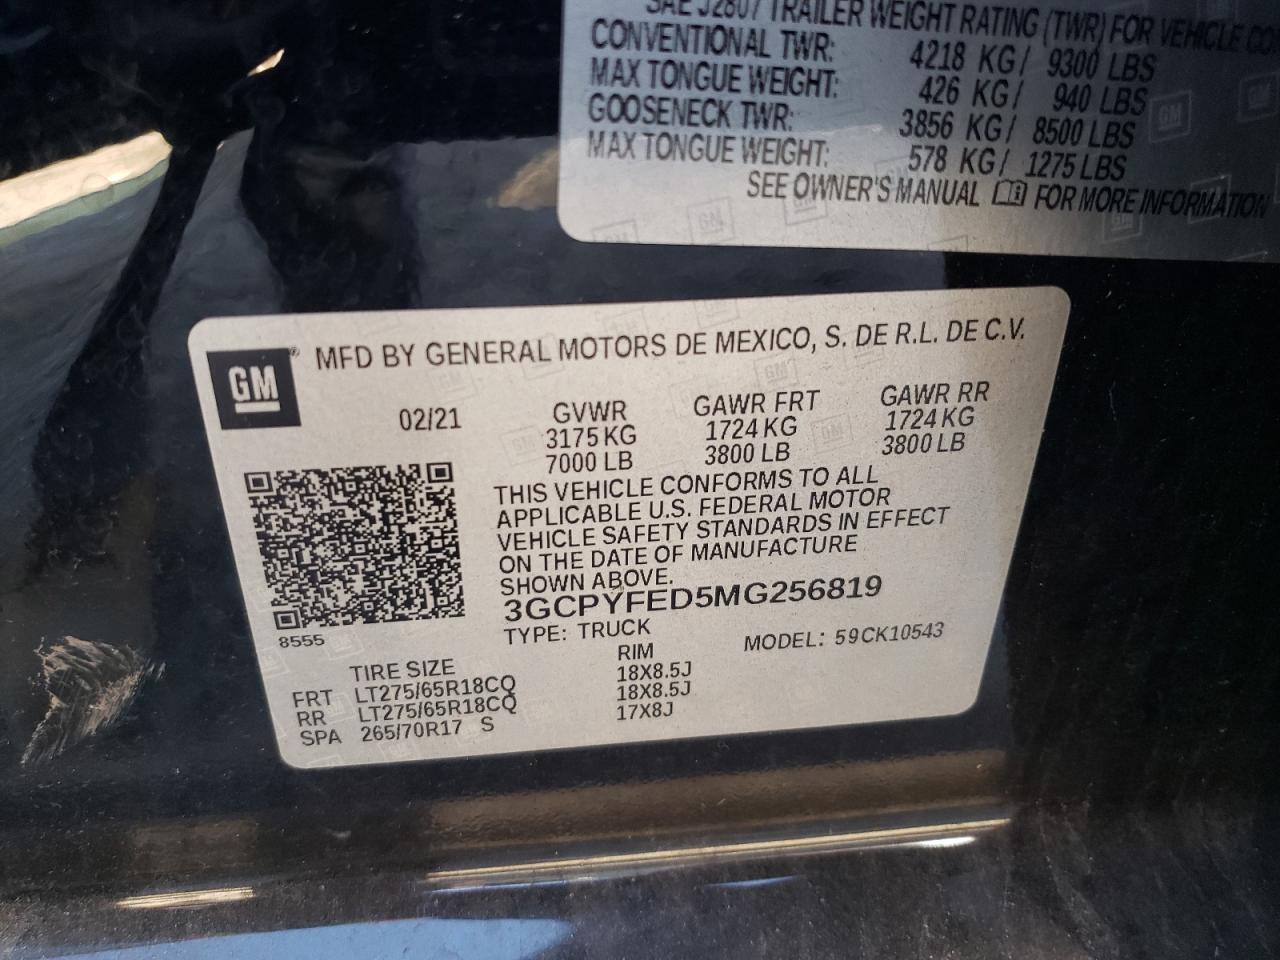 SAE J2807 TRAILER WEIGHT RATING (TWR) FOR VEHICLE
CONVENTIONAL TWR: 4218 KG/ 9300 LBS
MAX TONGUE WEIGHT: 426 KG/ 940 LBS
GOOSENECK TWR: 3856 KG/ 8500 LBS
MAX TONGUE WEIGHT: 578 KG/ 1275 LBS
SEE OWNER'S MANUAL FOR MORE INFORMATION
GM® MFD BY GENERAL MOTORS DE MEXICO, S. DE R.L. DE C.V.
02/21 GVWR GAWR FRT GAWR RR
3175 KG 1724 KG 1724 KG
7000 LB 3800 LB 3800 LB
THIS VEHICLE CONFORMS TO ALL
APPLICABLE U.S. FEDERAL MOTOR
VEHICLE SAFETY STANDARDS IN EFFECT
ON THE DATE OF MANUFACTURE
SHOWN ABOVE.
3GCPYFED5MG256819
8555 TYPE: TRUCK MODEL: 59CK10543
TIRE SIZE RIM
FRT LT275/65R18CQ 18X8.5J
RR LT275/65R18CQ 18X8.5J
SPA 265/70R17 S 17X8J